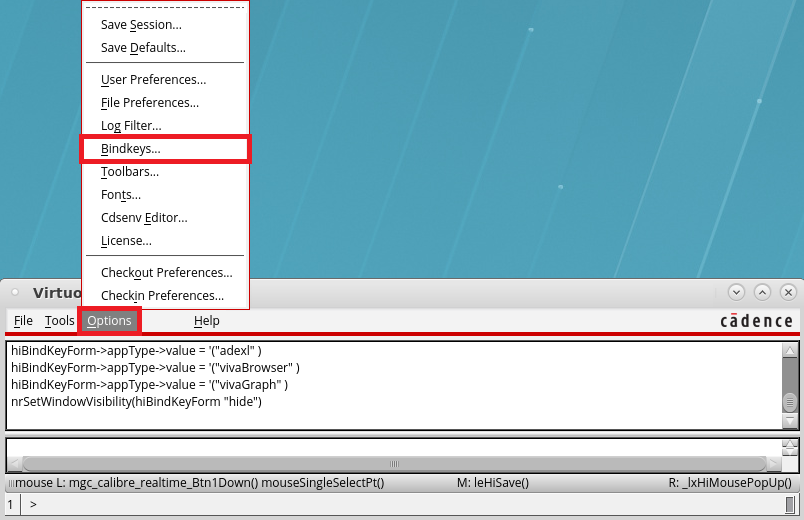 Save Session...
Save Defaults...
User Preferences...
File Preferences...
Log Filter...
Bindkeys...
Toolbars...
Fonts...
Cdsenv Editor...
License...
Checkout Preferences...
Checkin Preferences...
Virtuo
File Tools Options Help
cādence
hiBindKeyForm->appType->value = '("adexl" )
hiBindKeyForm->appType->value = '("vivaBrowser" )
hiBindKeyForm->appType->value = '("vivaGraph" )
nrSetWindowVisibility(hiBindKeyForm "hide")
mouse L: mgc_calibre_realtime_Btn1Down() mouseSingleSelectPt() M: leHiSave() R: _lxHiMousePopUp()
1 >